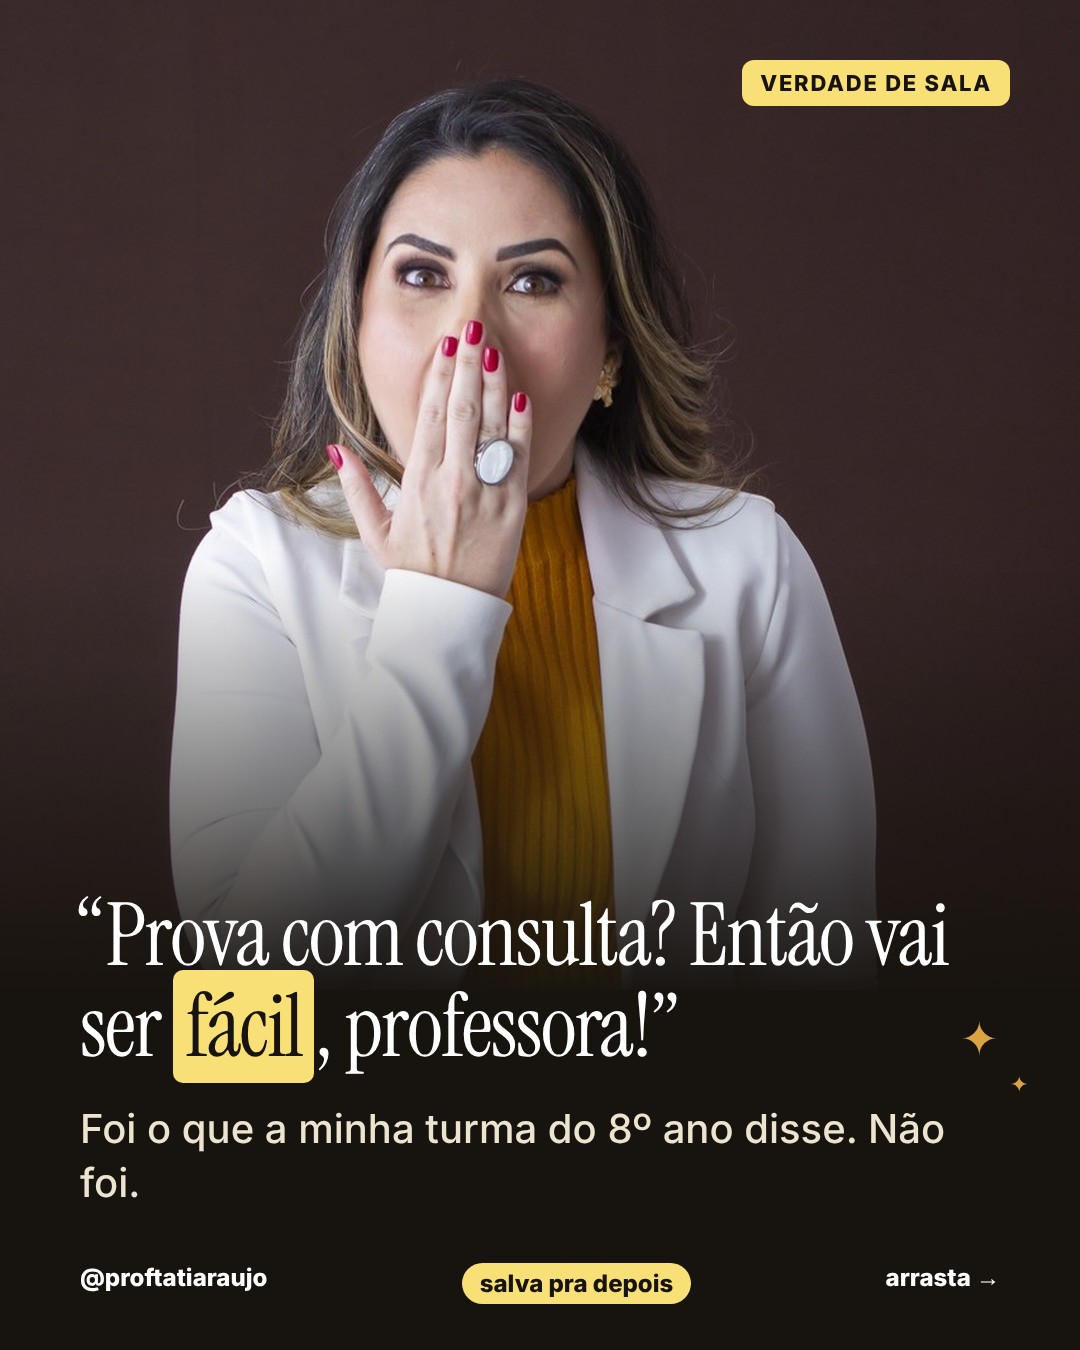 VERDADE DE SALA
“Prova com consulta? Então vai
ser fácil, professora!”
Foi o que a minha turma do 8º ano disse. Não
foi.
@proftatiaraujo
salva pra depois
arrasta →